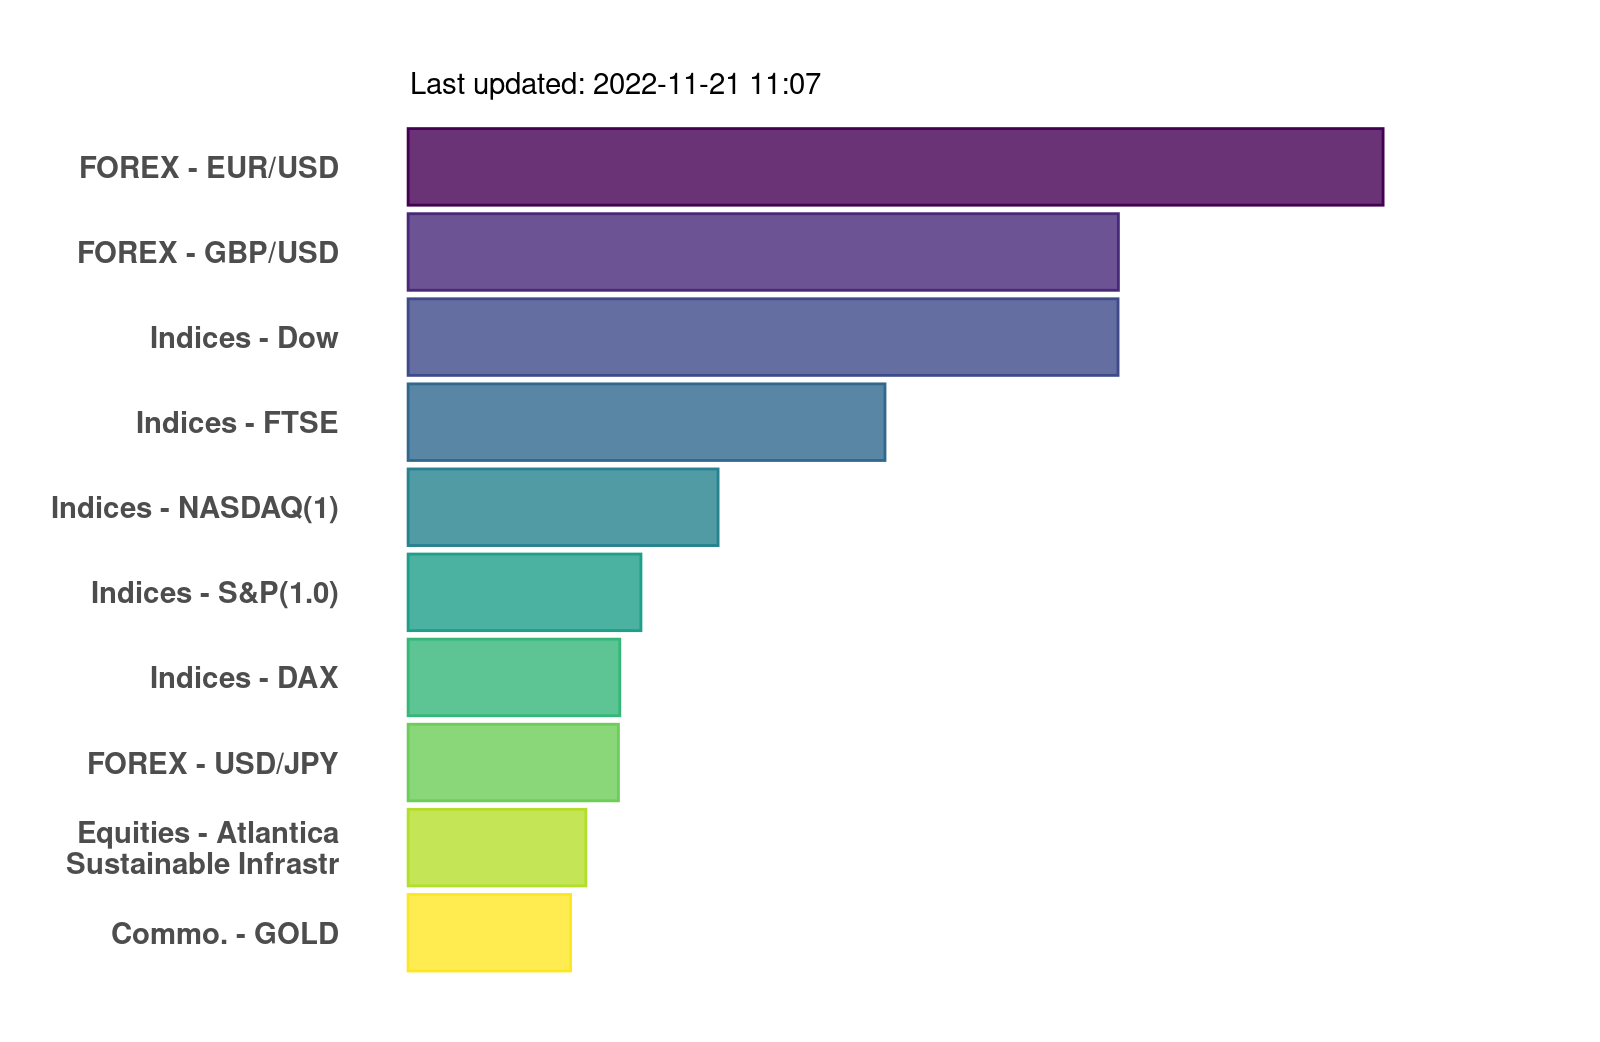 Last updated: 2022-11-21 11:07
FOREX - EUR/USD
FOREX - GBP/USD
Indices - Dow
Indices - FTSE
Indices - NASDAQ(1)
Indices - S&P(1.0)
Indices - DAX
FOREX - USD/JPY
Equities - Atlantica
Sustainable Infrastr
Commo. - GOLD